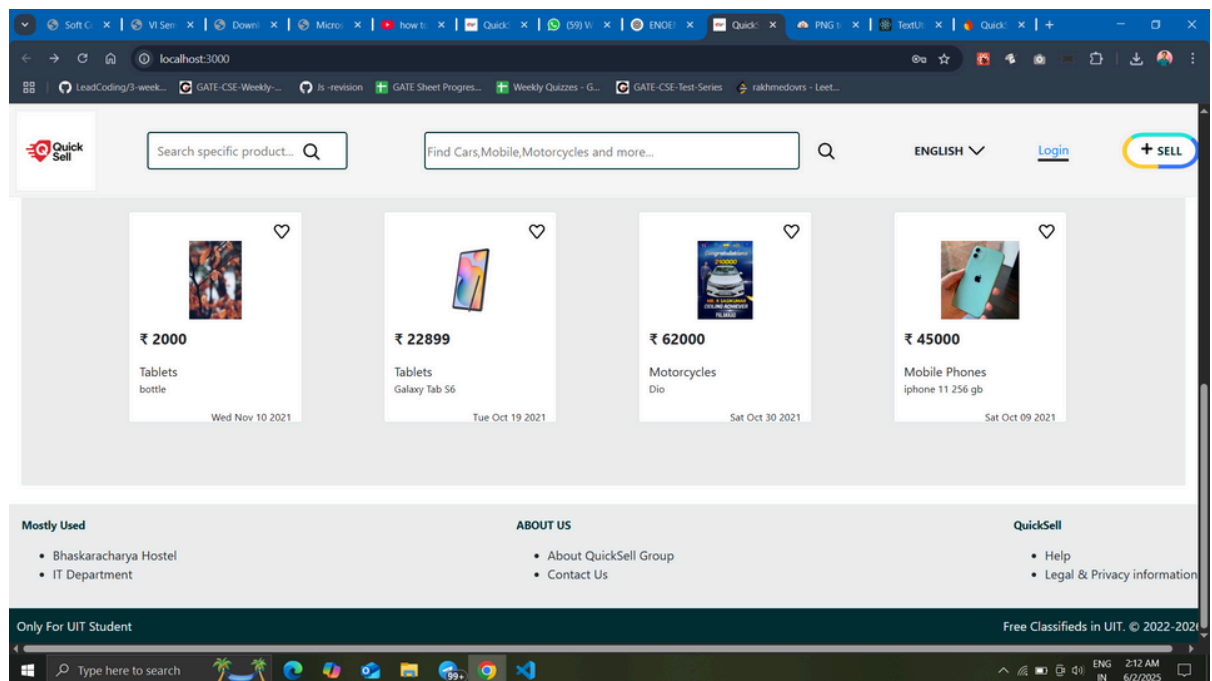 Soft C
VI Sem
Downl
Micros
how to
Quick
(59) W
ENOE
Quick
PNG t
TextU
Quick
localhost:3000
LeadCoding/3-week...
GATE-CSE-Weekly-...
Js -revision
GATE Sheet Progres...
Weekly Quizzes - G...
GATE-CSE-Test-Series
rakhmedovrs - Leet...
Quick
Sell
Search specific product...
Find Cars,Mobile,Motorcycles and more...
ENGLISH
Login
+ SELL
₹ 2000
Tablets
bottle
Wed Nov 10 2021
₹ 22899
Tablets
Galaxy Tab S6
Tue Oct 19 2021
Congratulations
₹ 62000
Motorcycles
Dio
Sat Oct 30 2021
₹ 45000
Mobile Phones
iphone 11 256 gb
Sat Oct 09 2021
Mostly Used
• Bhaskaracharya Hostel
• IT Department
ABOUT US
• About QuickSell Group
• Contact Us
QuickSell
• Help
• Legal & Privacy information
Only For UIT Student
Free Classifieds in UIT. © 2022-2026
Type here to search
99+
ENG
IN
2:12 AM
6/2/2025